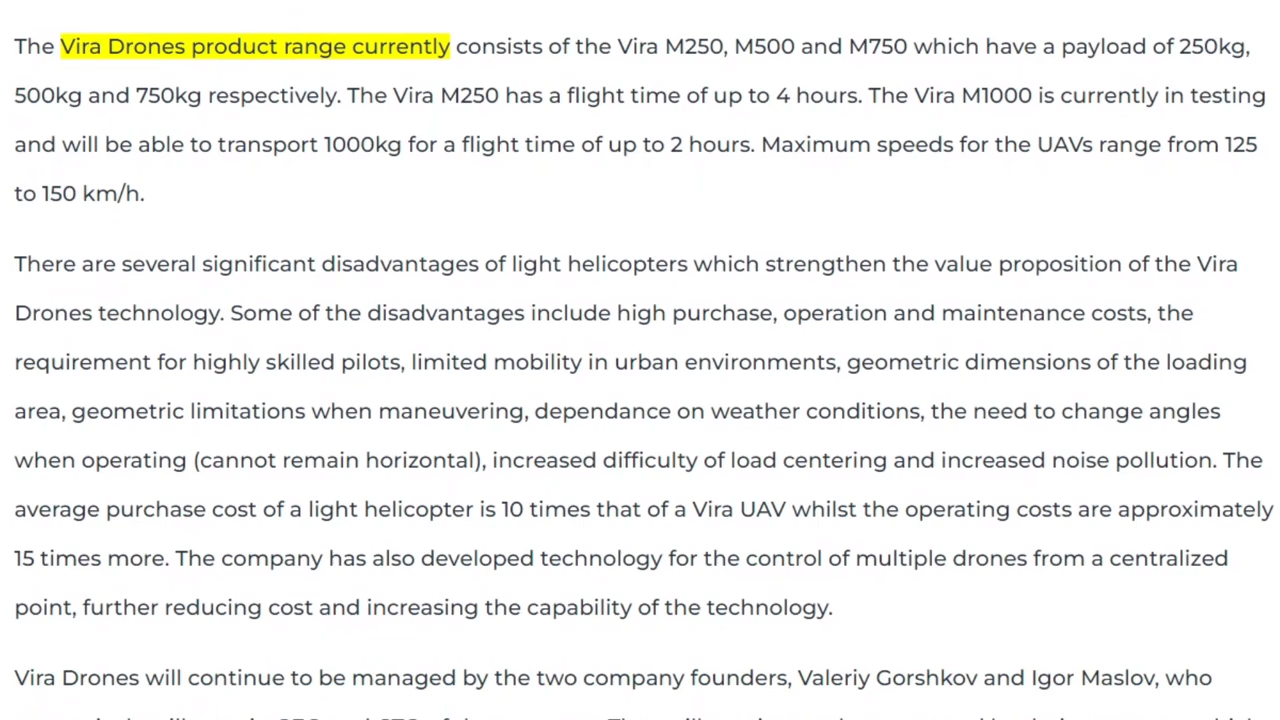 The Vira Drones product range currently consists of the Vira M250, M500 and M750 which have a payload of 250kg,
500kg and 750kg respectively. The Vira M250 has a flight time of up to 4 hours. The Vira M1000 is currently in testing
and will be able to transport 1000kg for a flight time of up to 2 hours. Maximum speeds for the UAVs range from 125
to 150 km/h.
There are several significant disadvantages of light helicopters which strengthen the value proposition of the Vira
Drones technology. Some of the disadvantages include high purchase, operation and maintenance costs, the
requirement for highly skilled pilots, limited mobility in urban environments, geometric dimensions of the loading
area, geometric limitations when maneuvering, dependance on weather conditions, the need to change angles
when operating (cannot remain horizontal), increased difficulty of load centering and increased noise pollution. The
average purchase cost of a light helicopter is 10 times that of a Vira UAV whilst the operating costs are approximately
15 times more. The company has also developed technology for the control of multiple drones from a centralized
point, further reducing cost and increasing the capability of the technology.
Vira Drones will continue to be managed by the two company founders, Valeriy Gorshkov and Igor Maslov, who